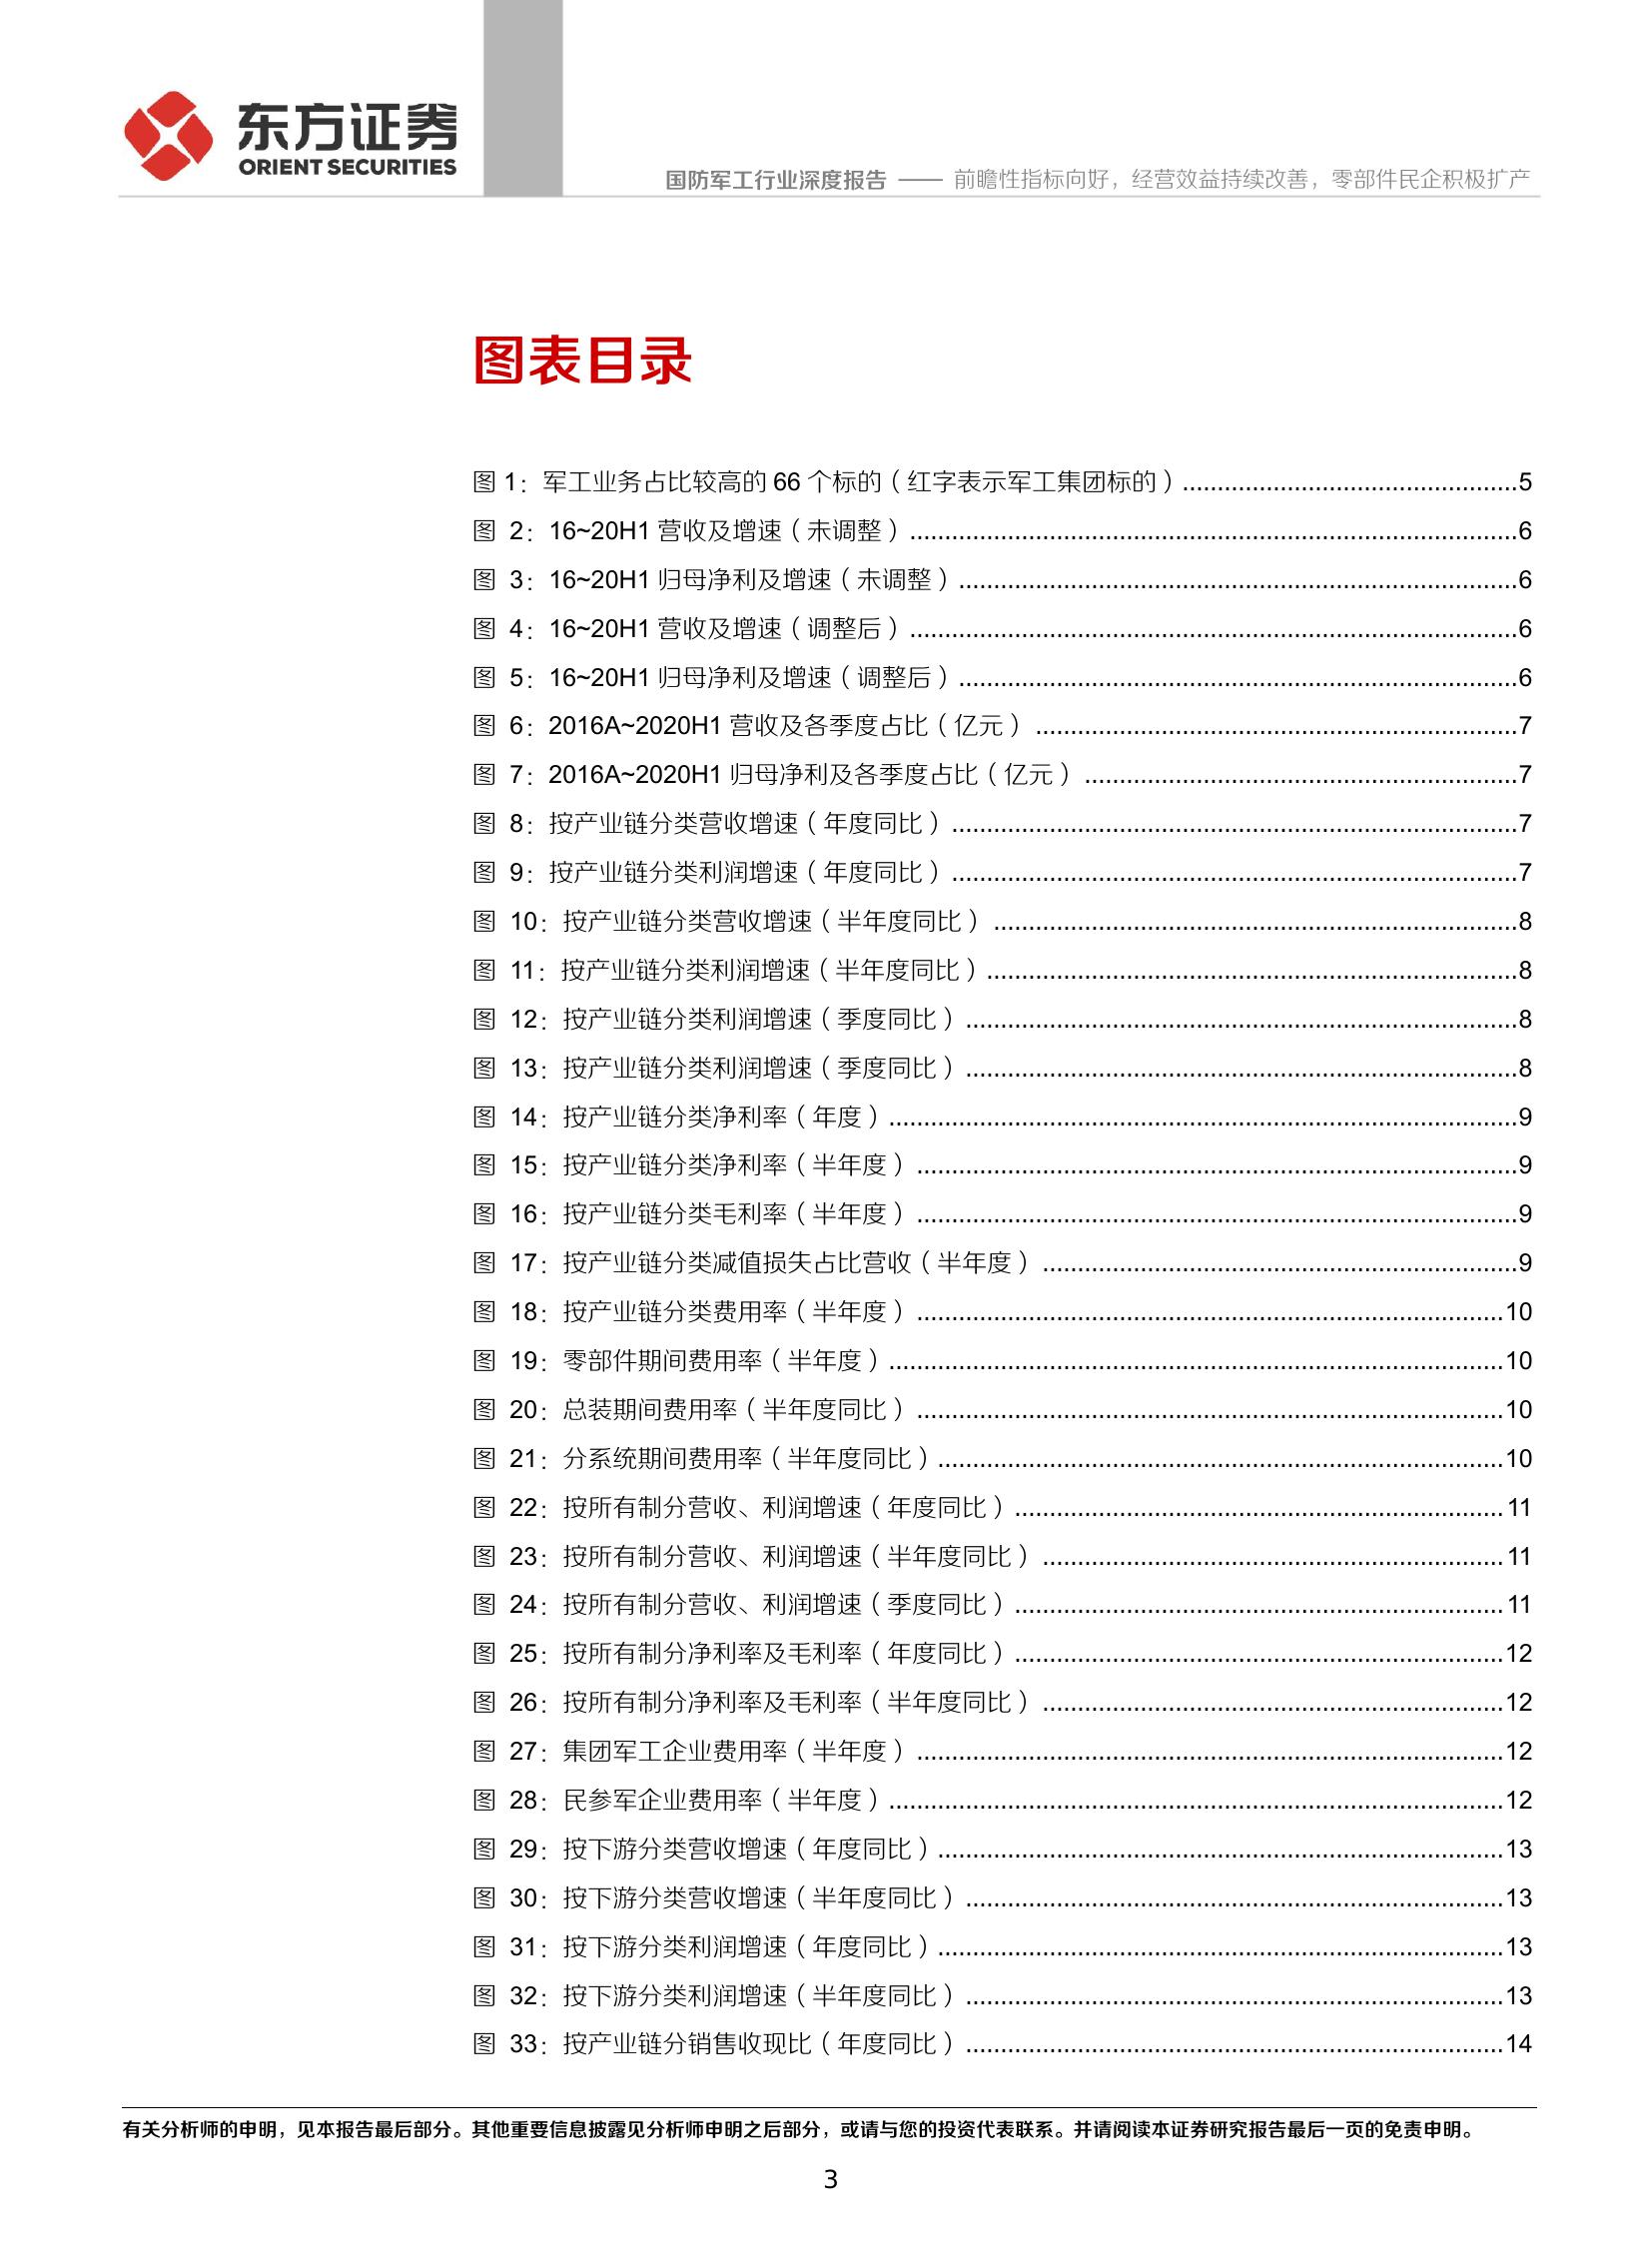 东方证券
ORIENT SECURITIES
国防军工行业深度报告 —— 前瞻性指标向好，经营效益持续改善，零部件民企积极扩产
图表目录
图 1：军工业务占比较高的 66 个标的（红字表示军工集团标的）................................................5
图 2：16~20H1 营收及增速（未调整）........................................................................................6
图 3：16~20H1 归母净利及增速（未调整）.................................................................................6
图 4：16~20H1 营收及增速（调整后）........................................................................................6
图 5：16~20H1 归母净利及增速（调整后）.................................................................................6
图 6：2016A~2020H1 营收及各季度占比（亿元）......................................................................7
图 7：2016A~2020H1 归母净利及各季度占比（亿元）...............................................................7
图 8：按产业链分类营收增速（年度同比）..................................................................................7
图 9：按产业链分类利润增速（年度同比）..................................................................................7
图 10：按产业链分类营收增速（半年度同比）............................................................................8
图 11：按产业链分类利润增速（半年度同比）.............................................................................8
图 12：按产业链分类利润增速（季度同比）................................................................................8
图 13：按产业链分类利润增速（季度同比）................................................................................8
图 14：按产业链分类净利率（年度）...........................................................................................9
图 15：按产业链分类净利率（半年度）.......................................................................................9
图 16：按产业链分类毛利率（半年度）.......................................................................................9
图 17：按产业链分类减值损失占比营收（半年度）.....................................................................9
图 18：按产业链分类费用率（半年度）.....................................................................................10
图 19：零部件期间费用率（半年度）.........................................................................................10
图 20：总装期间费用率（半年度同比）.....................................................................................10
图 21：分系统期间费用率（半年度同比）..................................................................................10
图 22：按所有制分营收、利润增速（年度同比）.......................................................................11
图 23：按所有制分营收、利润增速（半年度同比）...................................................................11
图 24：按所有制分营收、利润增速（季度同比）.......................................................................11
图 25：按所有制分净利率及毛利率（年度同比）.......................................................................12
图 26：按所有制分净利率及毛利率（半年度同比）...................................................................12
图 27：集团军工企业费用率（半年度）.....................................................................................12
图 28：民参军企业费用率（半年度）.........................................................................................12
图 29：按下游分类营收增速（年度同比）..................................................................................13
图 30：按下游分类营收增速（半年度同比）..............................................................................13
图 31：按下游分类利润增速（年度同比）..................................................................................13
图 32：按下游分类利润增速（半年度同比）..............................................................................13
图 33：按产业链分销售收现比（年度同比）..............................................................................14
有关分析师的申明，见本报告最后部分。其他重要信息披露见分析师申明之后部分，或请与您的投资代表联系。并请阅读本证券研究报告最后一页的免责申明。
3